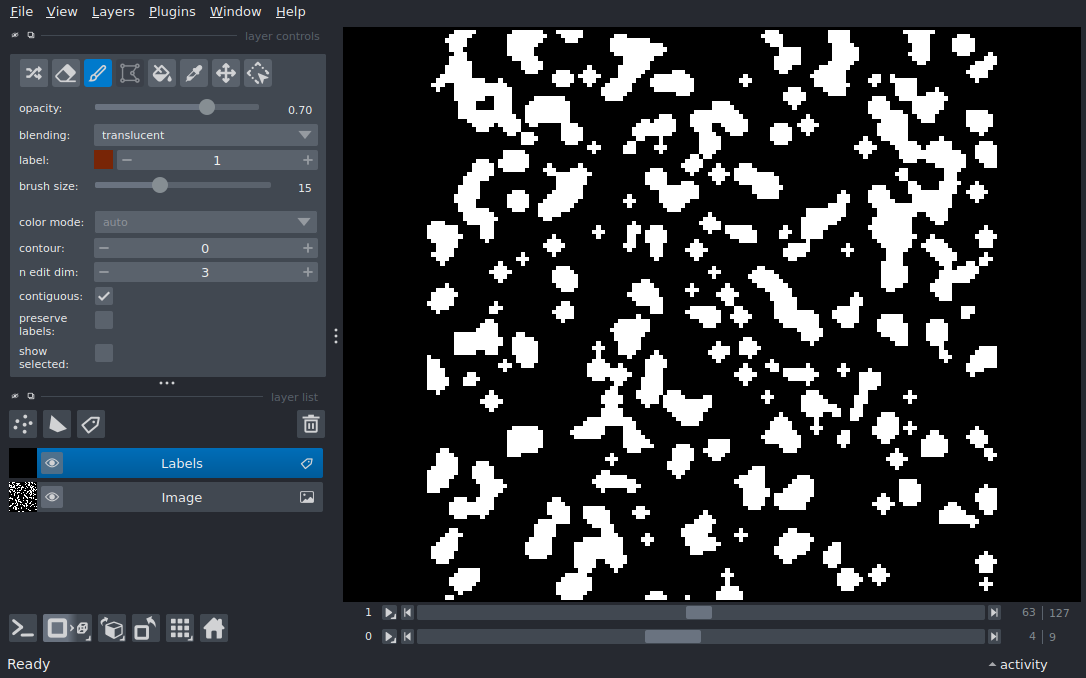 File View Layers Plugins Window Help
layer controls
opacity: 0.70
blending: translucent
label: 1
brush size: 15
color mode: auto
contour: 0
n edit dim: 3
contiguous:
preserve
labels:
show
selected:
layer list
Labels
Image
1 63 127
0 4 9
Ready activity